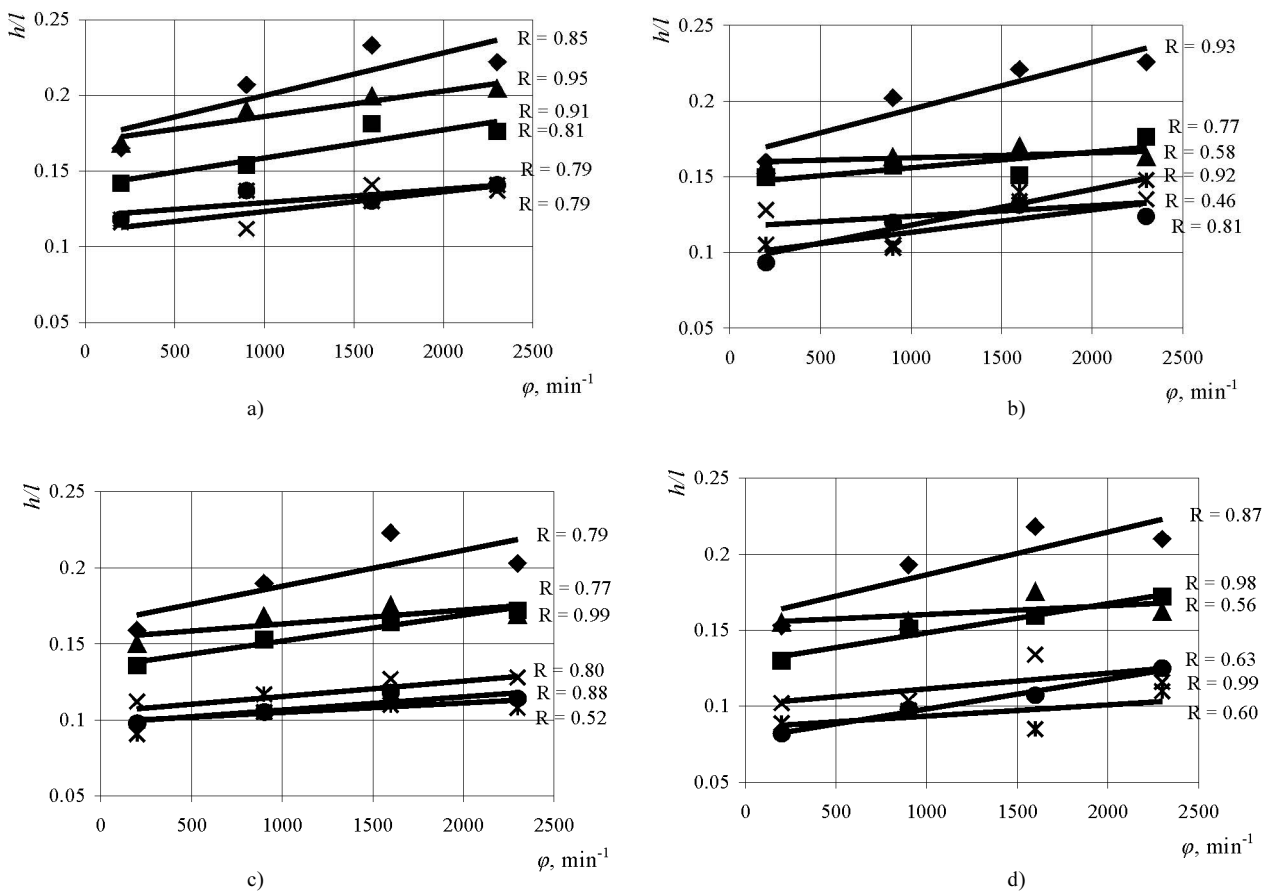 h/l
0.25
0.2
0.15
0.1
0.05
0
500
1000
1500
2000
2500
R = 0.85
R = 0.95
R = 0.91
R =0.81
R = 0.79
R = 0.79
φ, min-1
a)
h/l
0.25
0.2
0.15
0.1
0.05
0
500
1000
1500
2000
2500
R = 0.93
R = 0.77
R = 0.58
R = 0.92
R = 0.46
R = 0.81
φ, min-1
b)
h/l
0.25
0.2
0.15
0.1
0.05
0
500
1000
1500
2000
2500
R = 0.79
R = 0.77
R = 0.99
R = 0.80
R = 0.88
R = 0.52
φ, min-1
c)
h/l
0.25
0.2
0.15
0.1
0.05
0
500
1000
1500
2000
2500
R = 0.87
R = 0.98
R = 0.56
R = 0.63
R = 0.99
R = 0.60
φ, min-1
d)